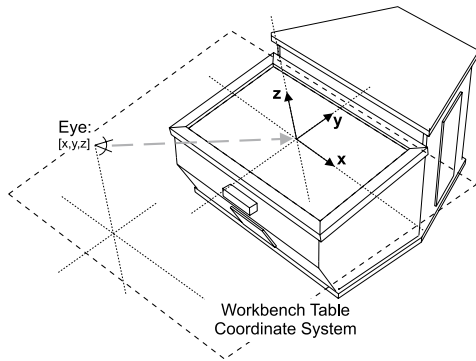 z
y
x
Eye:
[x,y,z]
Workbench Table
Coordinate System